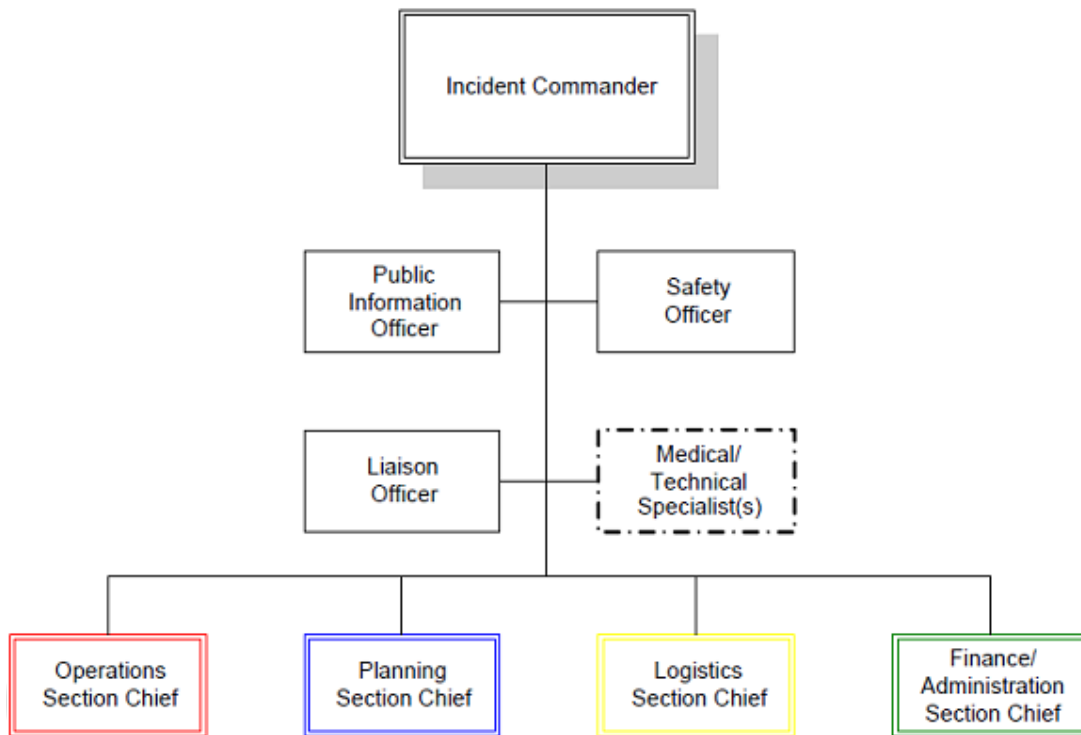 Incident Commander
Public
Information
Officer
Safety
Officer
Liaison
Officer
Medical/
Technical
Specialist(s)
Operations
Section Chief
Planning
Section Chief
Logistics
Section Chief
Finance/
Administration
Section Chief